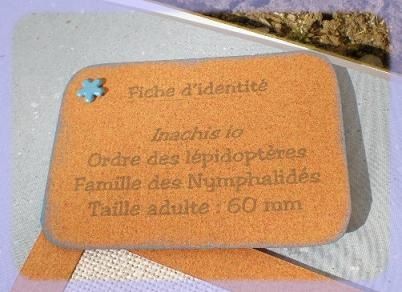 Fiche d'identité
Inachis io
Ordre des lépidoptères
Famille des Nymphalidés
Taille adulte : 60 mm